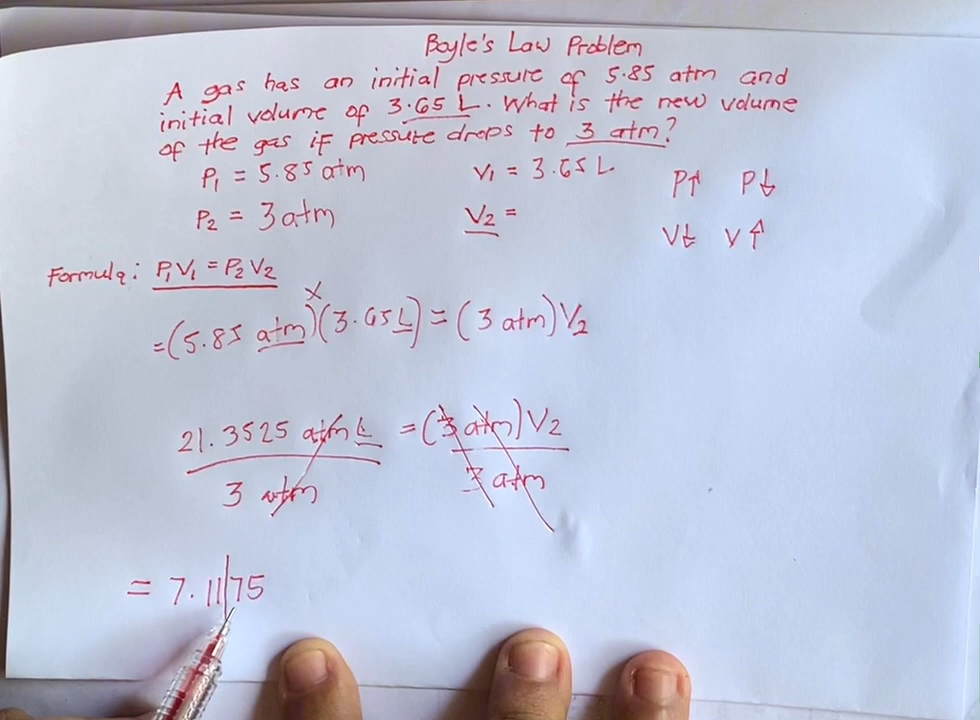 Boyle's Law Problem
A gas has an initial pressure of 5.85 atm and
initial volume of 3.65 L. What is the new volume
of the gas if pressure drops to 3 atm?
P1 = 5.85 atm V1 = 3.65 L P↑ P↓
P2 = 3 atm V2 = V↓ V↑
Formula: P1V1 = P2V2
x
=(5.85 atm)(3.65L) = (3 atm)V2
21.3525 atm L = (3 atm)V2
3 atm 3 atm
= 7.11|75